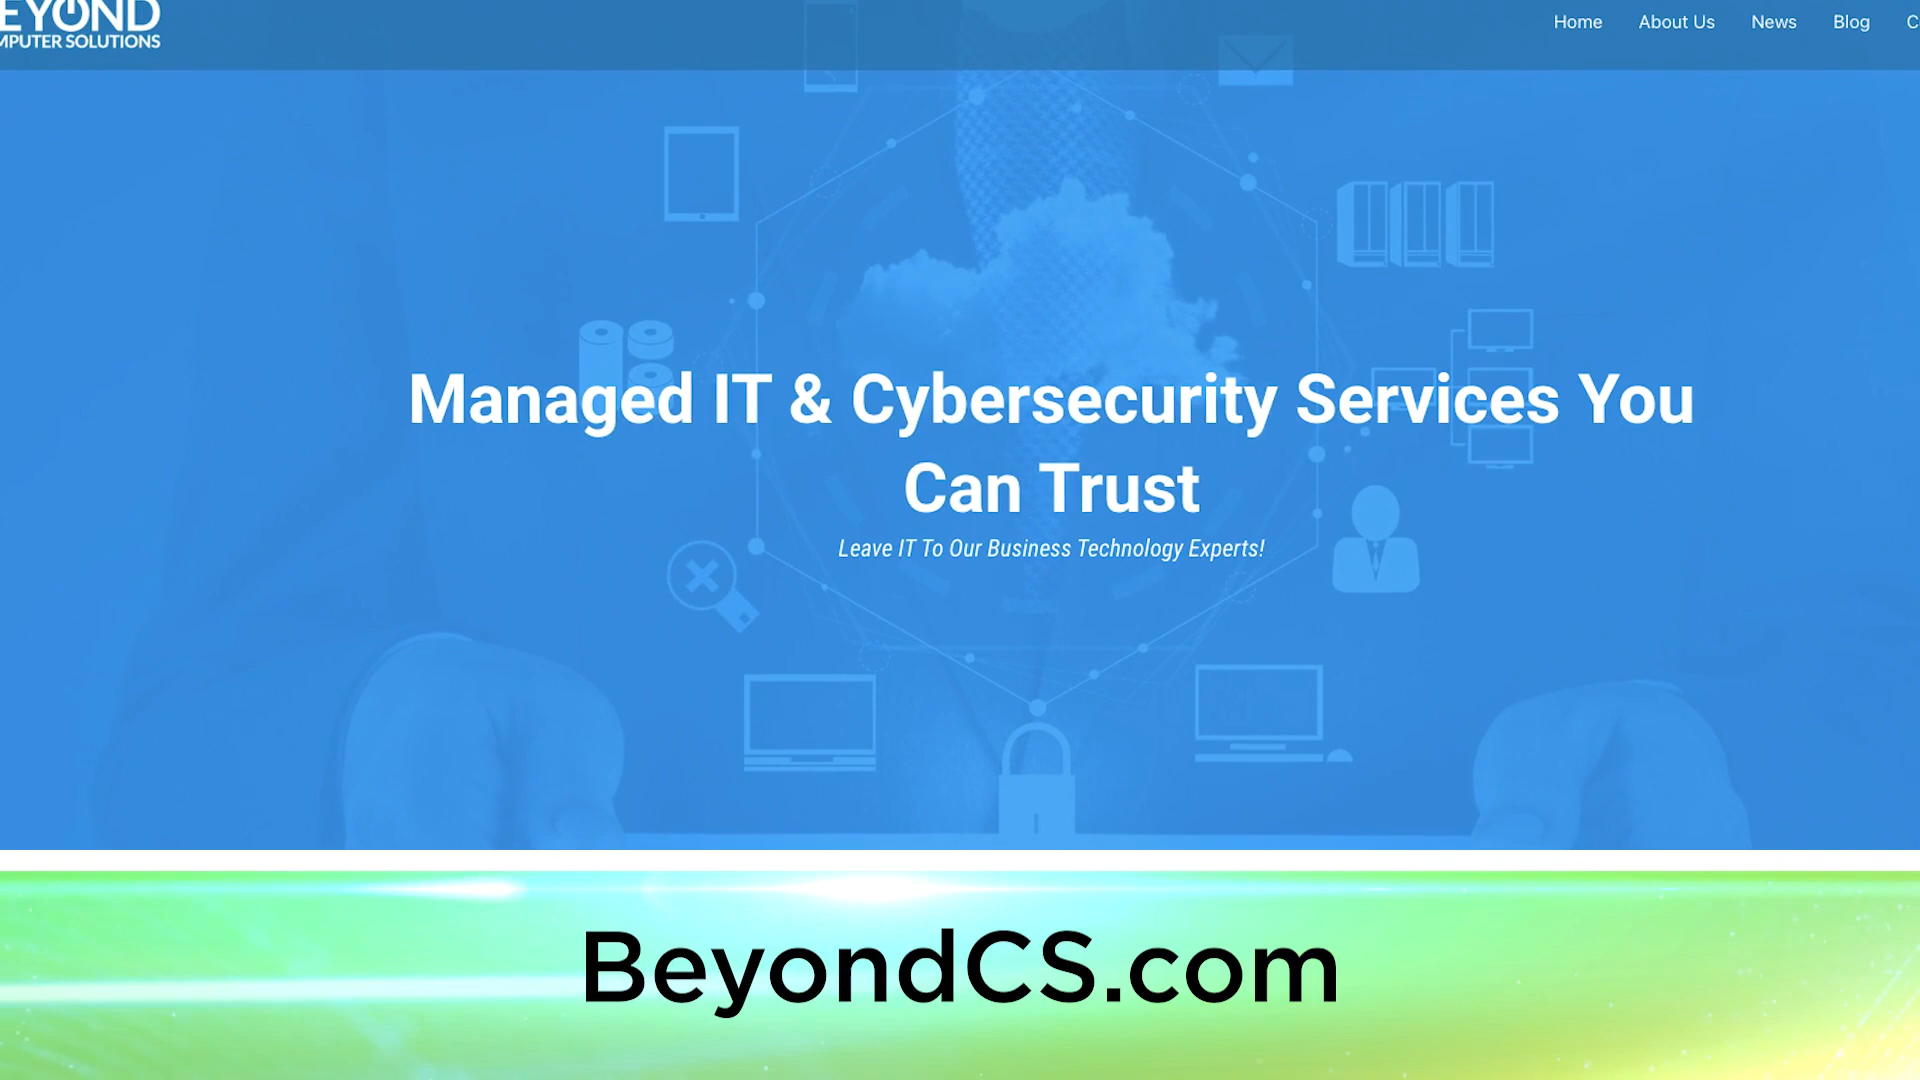 EYOND
MPUTER SOLUTIONS
Home About Us News Blog C
Managed IT & Cybersecurity Services You
Can Trust
Leave IT To Our Business Technology Experts!
BeyondCS.com